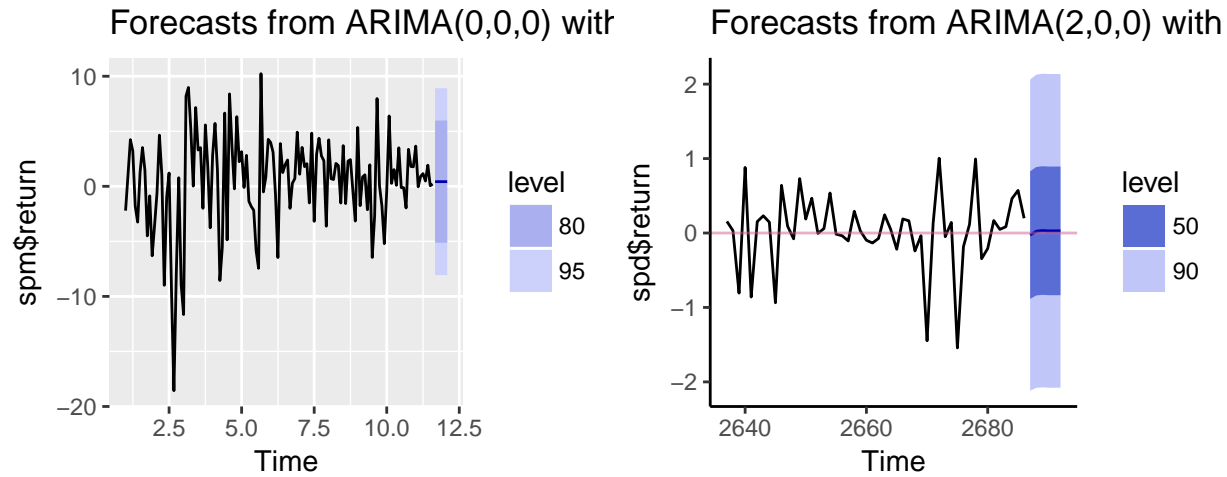 Forecasts from ARIMA(0,0,0) with
10
0
−10
−20
2.5 5.0 7.5 10.0 12.5
Time
spm$return
level
80
95
Forecasts from ARIMA(2,0,0) with
2
1
0
−1
−2
2640 2660 2680
Time
spd$return
level
50
90